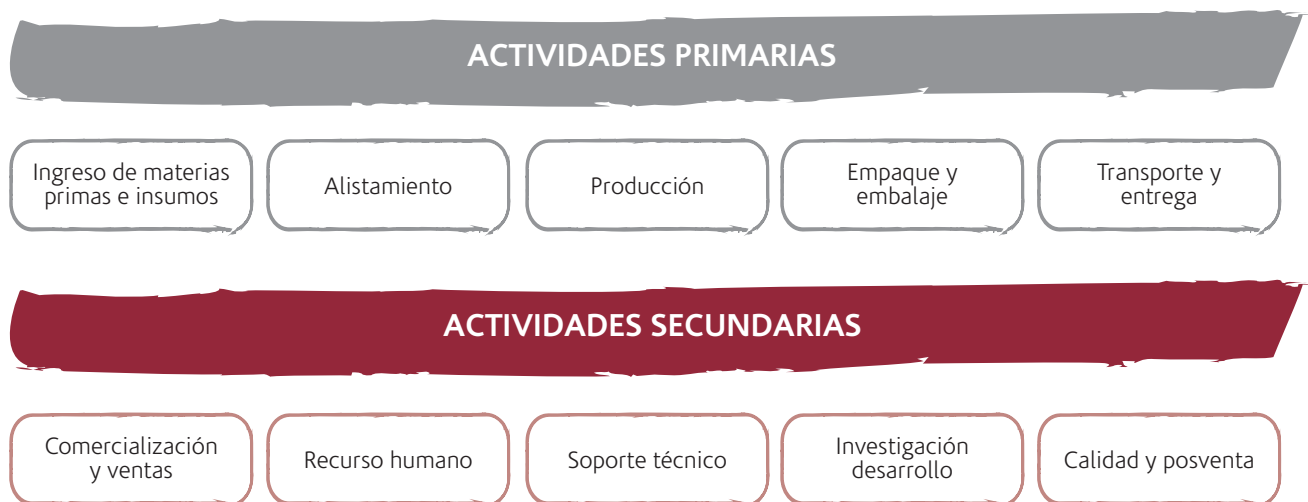 ACTIVIDADES PRIMARIAS
Ingreso de materias
primas e insumos
Alistamiento
Producción
Empaque y
embalaje
Transporte y
entrega
ACTIVIDADES SECUNDARIAS
Comercialización
y ventas
Recurso humano
Soporte técnico
Investigación
desarrollo
Calidad y posventa